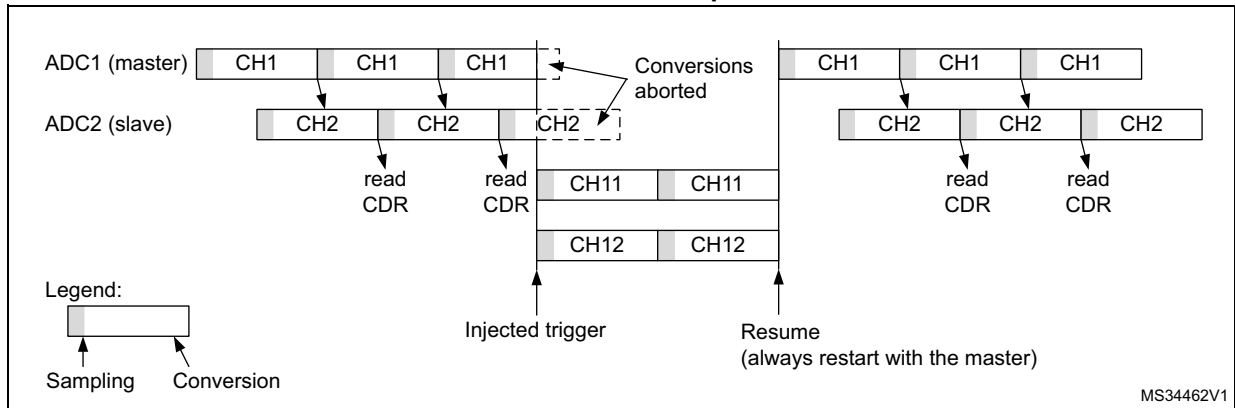 ADC1 (master) CH1 CH1 CH1 CH1 CH1 CH1
Conversions
aborted
ADC2 (slave) CH2 CH2 CH2 CH2 CH2 CH2
read read read read
CDR CDR CDR CDR
CH11 CH11
CH12 CH12
Legend:
Sampling Conversion
Injected trigger
Resume
(always restart with the master)
MS34462V1